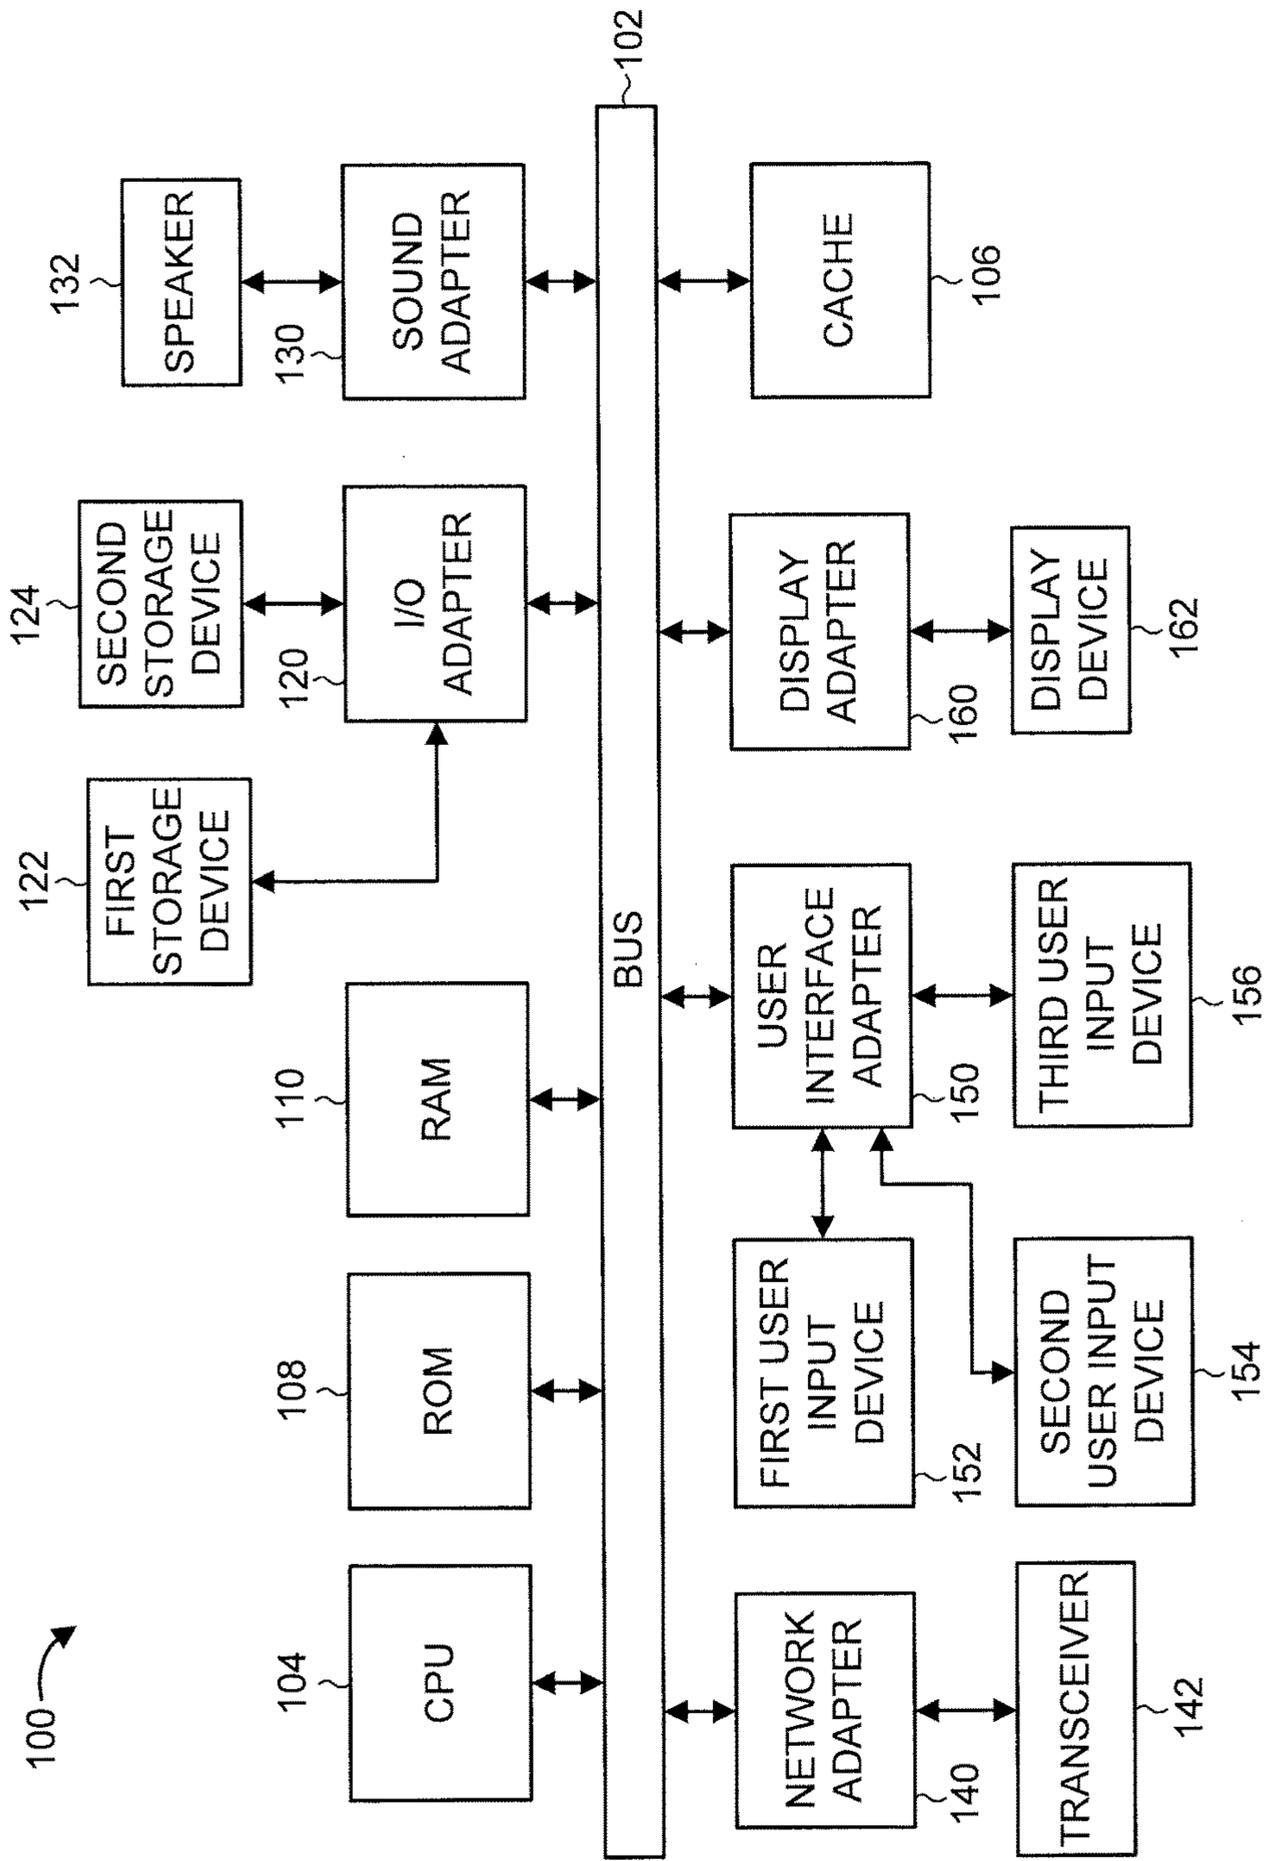 100
122
124
132
FIRST
STORAGE
DEVICE
SECOND
STORAGE
DEVICE
SPEAKER
104
108
110
120
130
CPU
ROM
RAM
I/O
ADAPTER
SOUND
ADAPTER
BUS
102
NETWORK
ADAPTER
FIRST USER
INPUT
DEVICE
USER
INTERFACE
ADAPTER
DISPLAY
ADAPTER
CACHE
140
152
150
160
106
TRANSCEIVER
SECOND
USER INPUT
DEVICE
THIRD USER
INPUT
DEVICE
DISPLAY
DEVICE
142
154
156
162